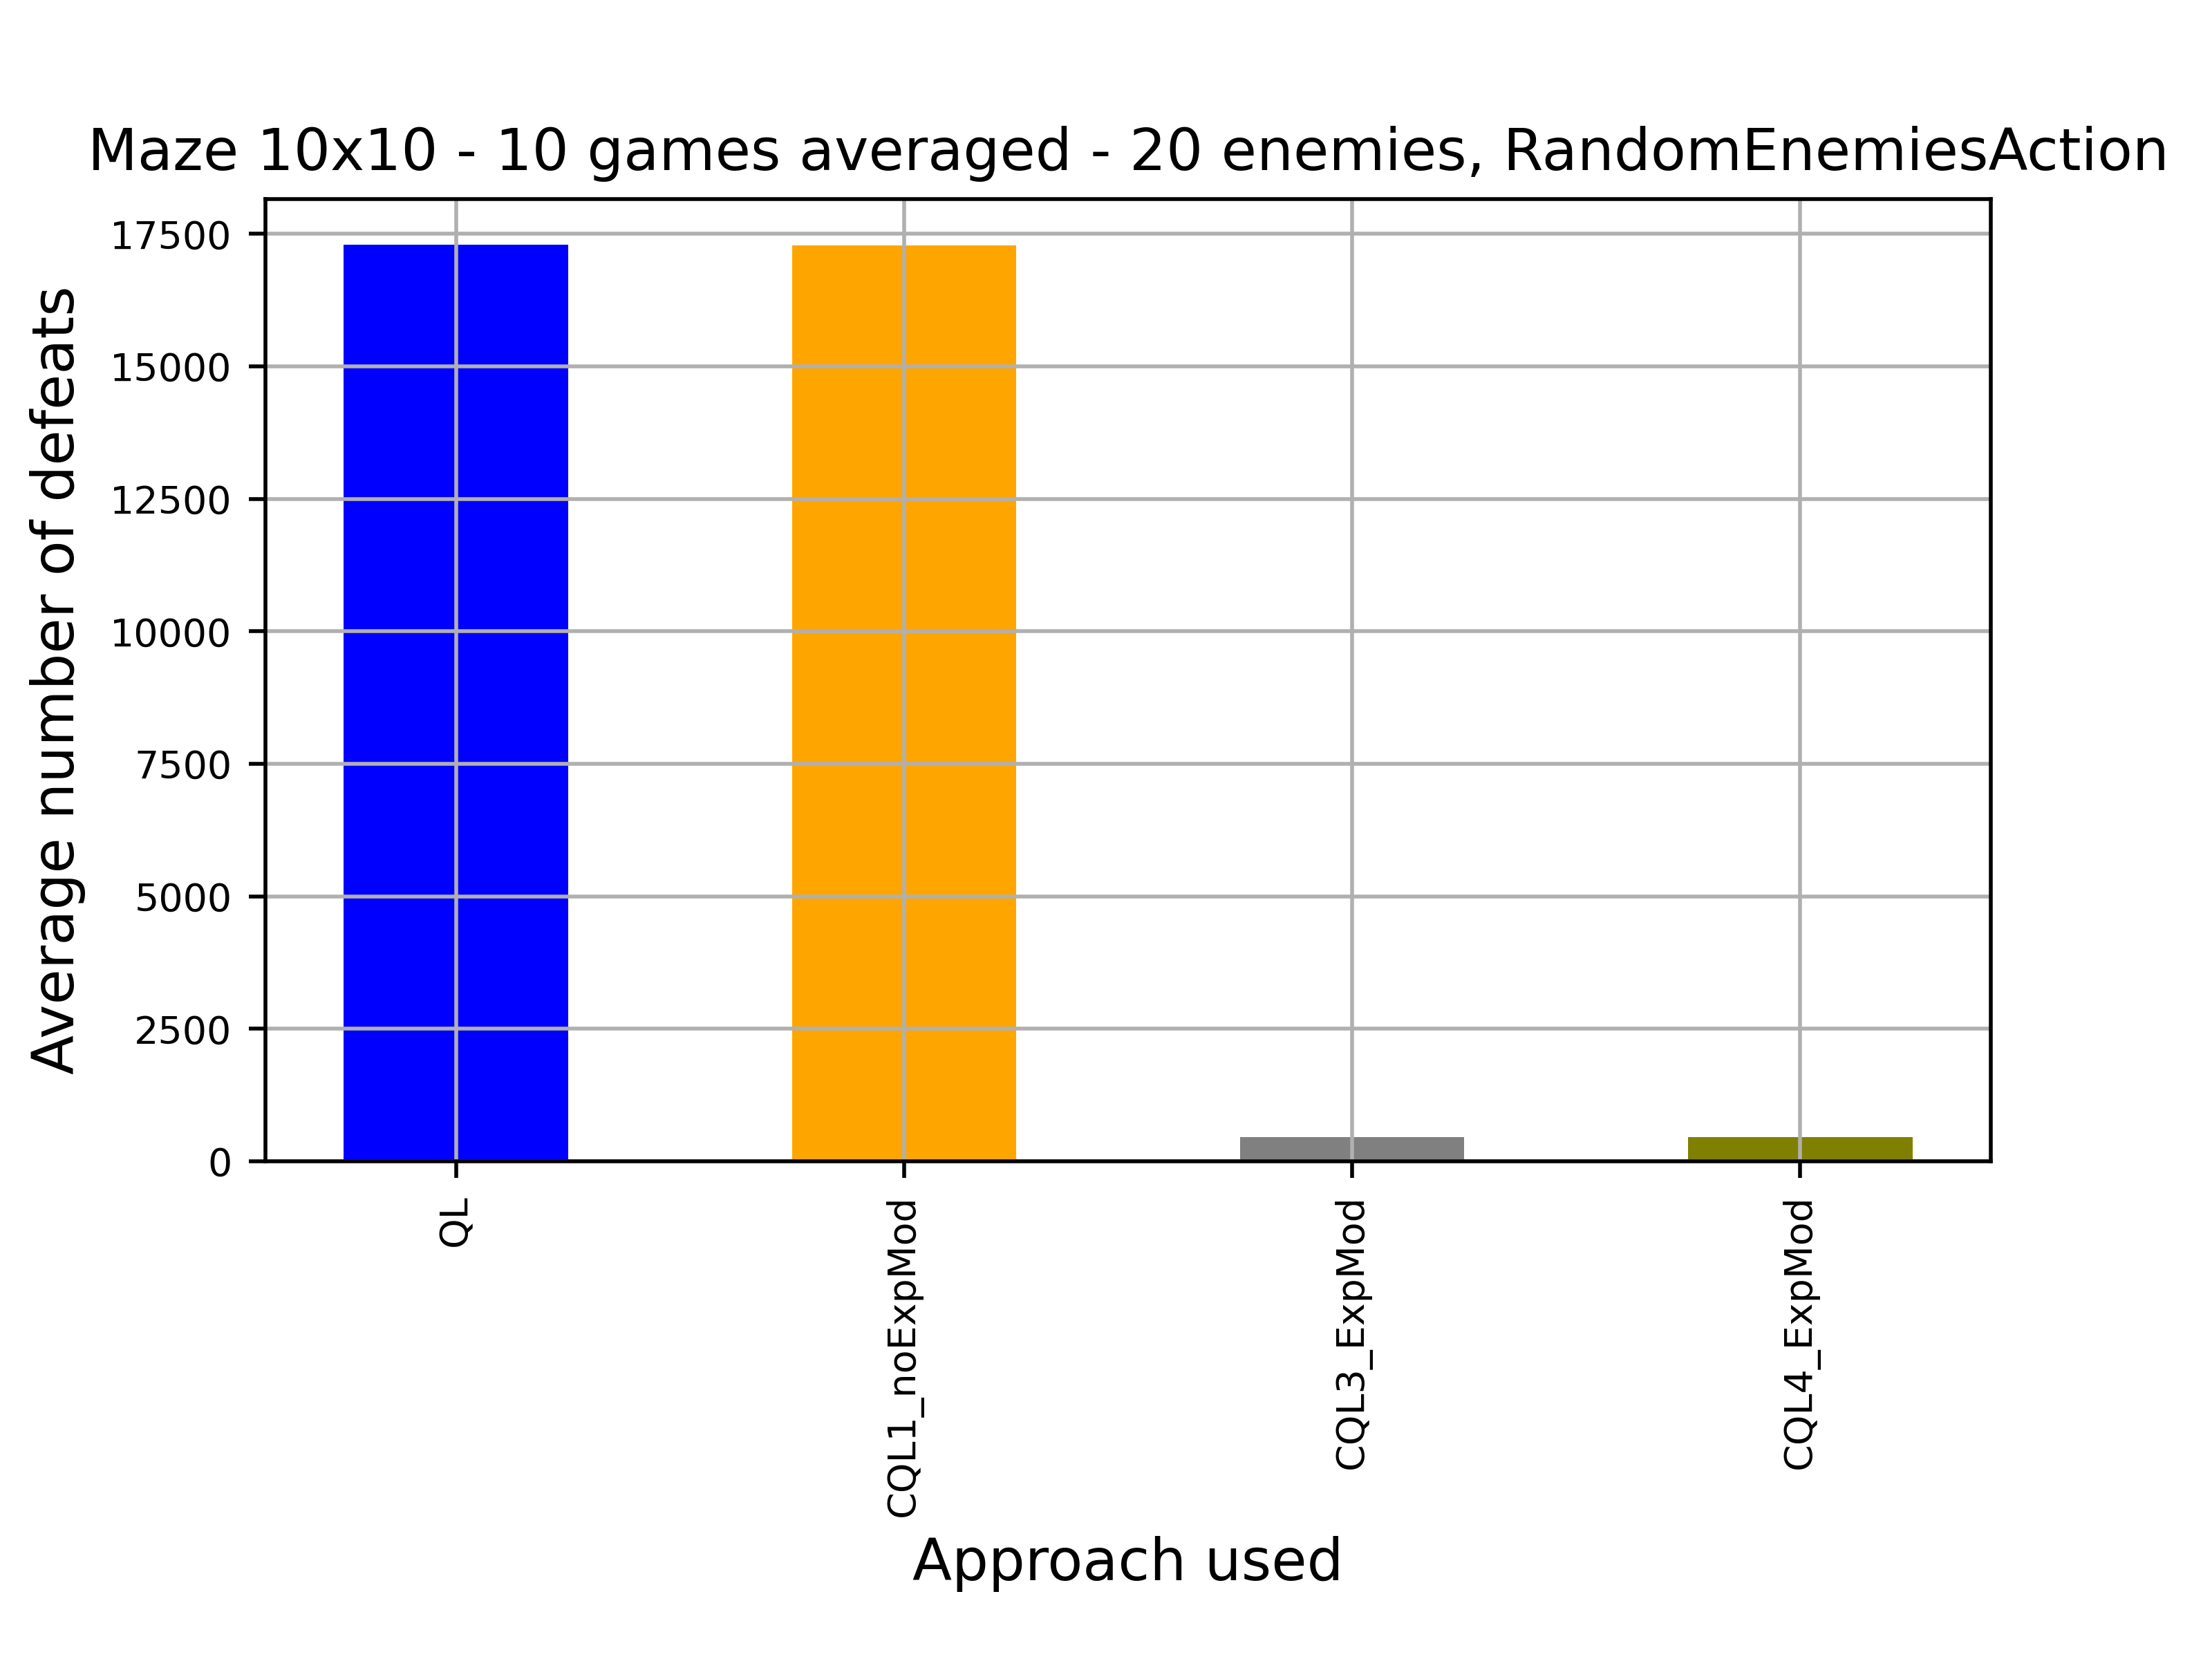 Maze 10x10 - 10 games averaged - 20 enemies, RandomEnemiesAction
Average number of defeats
17500
15000
12500
10000
7500
5000
2500
0
QL
CQL1_noExpMod
CQL3_ExpMod
CQL4_ExpMod
Approach used